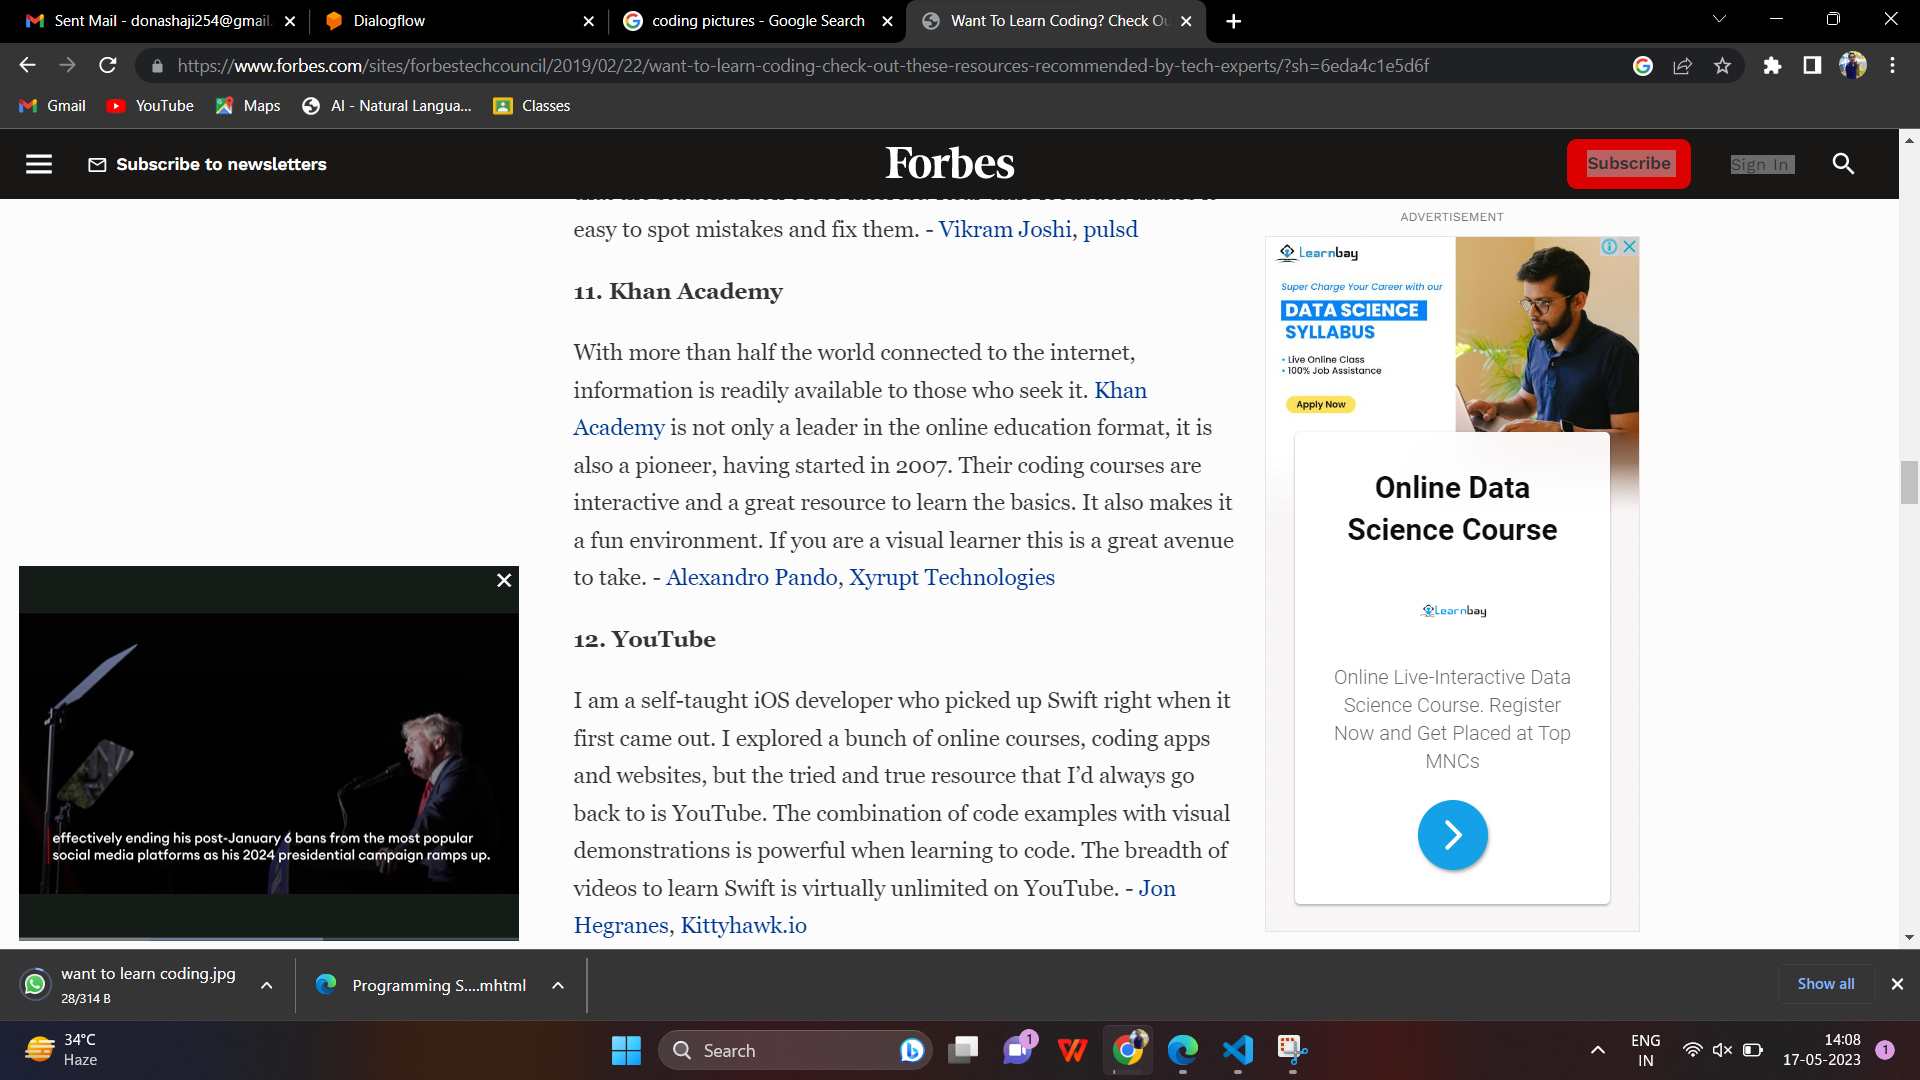 Sent Mail - donashaji254@gmail.
Dialogflow
coding pictures - Google Search
Want To Learn Coding? Check Ou
https://www.forbes.com/sites/forbestechcouncil/2019/02/22/want-to-learn-coding-check-out-these-resources-recommended-by-tech-experts/?sh=6eda4c1e5d6f
Gmail
YouTube
Maps
AI - Natural Langua...
Classes
Subscribe to newsletters
Forbes
Subscribe
Sign In
easy to spot mistakes and fix them. - Vikram Joshi, pulsd
11. Khan Academy
With more than half the world connected to the internet,
information is readily available to those who seek it. Khan
Academy is not only a leader in the online education format, it is
also a pioneer, having started in 2007. Their coding courses are
interactive and a great resource to learn the basics. It also makes it
a fun environment. If you are a visual learner this is a great avenue
to take. - Alexandro Pando, Xyrupt Technologies
12. YouTube
I am a self-taught iOS developer who picked up Swift right when it
first came out. I explored a bunch of online courses, coding apps
and websites, but the tried and true resource that I’d always go
back to is YouTube. The combination of code examples with visual
demonstrations is powerful when learning to code. The breadth of
videos to learn Swift is virtually unlimited on YouTube. - Jon
Hegranes, Kittyhawk.io
ADVERTISEMENT
Learnbay
Super Charge Your Career with our
DATA SCIENCE
SYLLABUS
• Live Online Class
• 100% Job Assistance
Apply Now
Online Data
Science Course
Learnbay
Online Live-Interactive Data
Science Course. Register
Now and Get Placed at Top
MNCs
effectively ending his post-January 6 bans from the most popular
social media platforms as his 2024 presidential campaign ramps up.
want to learn coding.jpg
28/314 B
Programming S....mhtml
Show all
34°C
Haze
Search
1
ENG
IN
14:08
17-05-2023
1